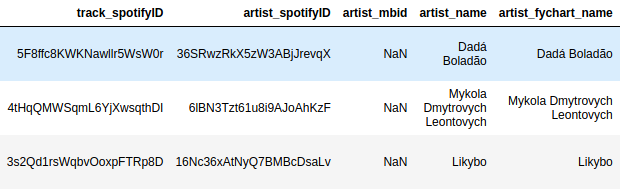 track_spotifyID artist_spotifyID artist_mbid artist_name artist_fychart_name
5F8ffc8KWKNawllr5WsW0r 36SRwzRkX5zW3ABjJrevqX NaN Dadá Boladão Dadá Boladão
4tHqQMWSqmL6YjXwsqthDI 6lBN3Tzt61u8i9AJoAhKzF NaN Mykola Dmytrovych Leontovych Mykola Dmytrovych Leontovych
3s2Qd1rsWqbvOoxpFTRp8D 16Nc36xAtNyQ7BMBcDsaLv NaN Likybo Likybo